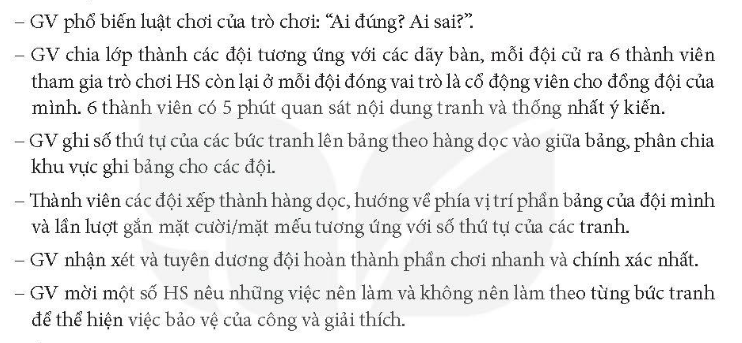 – GV phổ biến luật chơi của trò chơi: “Ai đúng? Ai sai?”.
– GV chia lớp thành các đội tương ứng với các dãy bàn, mỗi đội cử ra 6 thành viên
tham gia trò chơi HS còn lại ở mỗi đội đóng vai trò là cổ động viên cho đồng đội của
mình. 6 thành viên có 5 phút quan sát nội dung tranh và thống nhất ý kiến.
– GV ghi số thứ tự của các bức tranh lên bảng theo hàng dọc vào giữa bảng, phân chia
khu vực ghi bảng cho các đội.
– Thành viên các đội xếp thành hàng dọc, hướng về phía vị trí phần bảng của đội mình
và lần lượt gắn mặt cười/mặt mếu tương ứng với số thứ tự của các tranh.
– GV nhận xét và tuyên dương đội hoàn thành phần chơi nhanh và chính xác nhất.
– GV mời một số HS nêu những việc nên làm và không nên làm theo từng bức tranh
để thể hiện việc bảo vệ của công và giải thích.